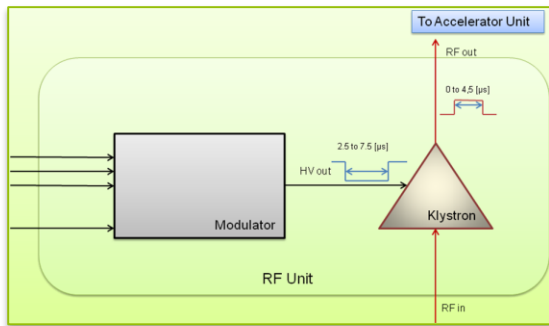 To Accelerator Unit
RF out
0 to 4,5 [µs]
2.5 to 7.5 [µs]
HV out
Modulator
Klystron
RF Unit
RF in